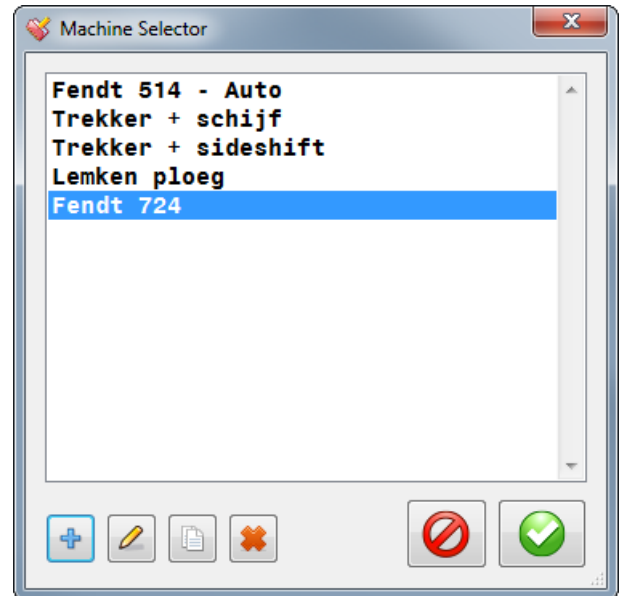 Machine Selector
Fendt 514 - Auto
Trekker + schijf
Trekker + sideshift
Lemken ploeg
Fendt 724